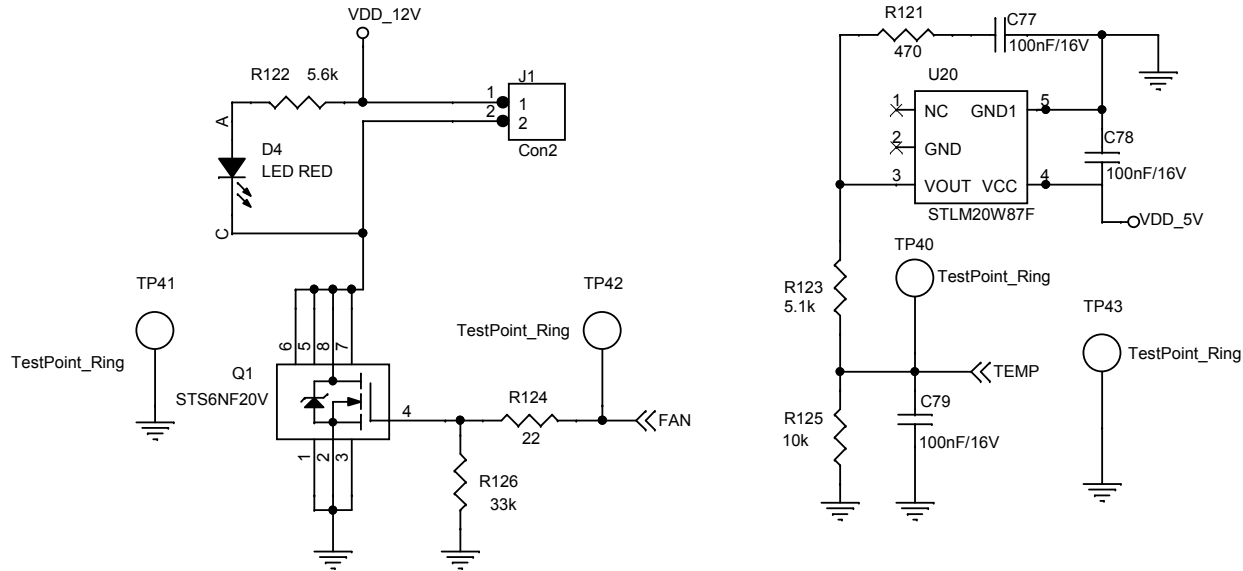 VDD_12V
R122 5.6k
J1
1
1
2
2
Con2
A
D4
LED RED
C
TP41
TestPoint_Ring
TP42
TestPoint_Ring
6
5
8
7
Q1
STS6NF20V
4
R124
22
FAN
1
2
3
R126
33k
R121
470
C77
100nF/16V
U20
1
NC
GND1
5
2
GND
C78
100nF/16V
3
VOUT
VCC
4
STLM20W87F
VDD_5V
TP40
TestPoint_Ring
R123
5.1k
TP43
TestPoint_Ring
TEMP
R125
10k
C79
100nF/16V